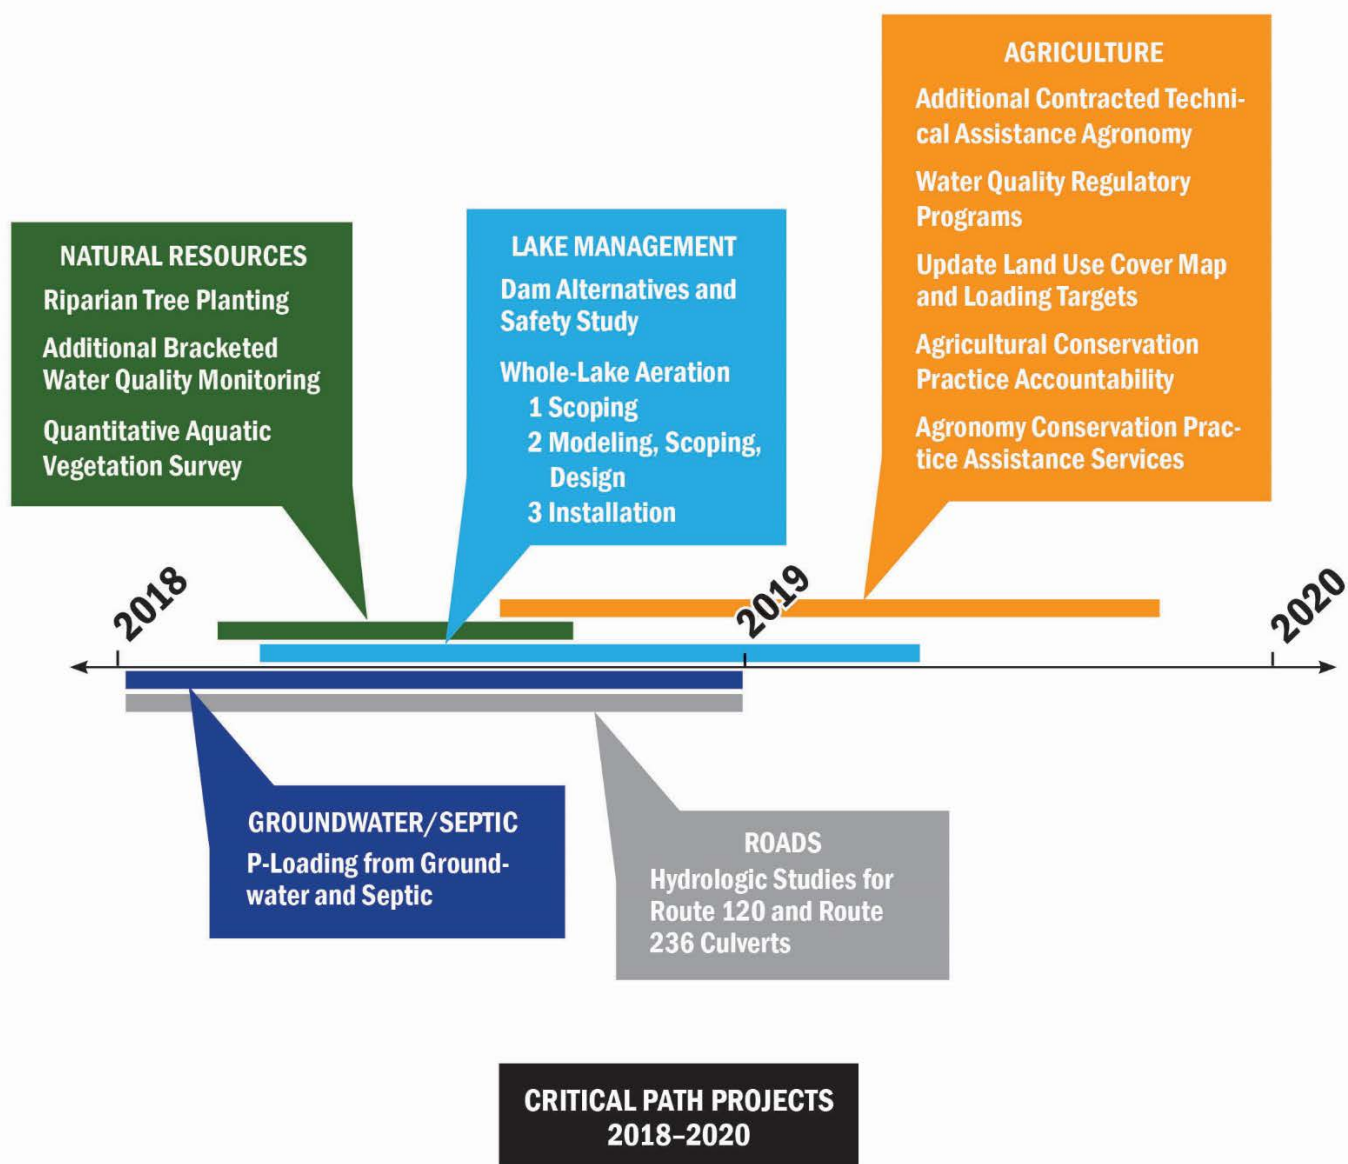 AGRICULTURE
Additional Contracted Techni-
cal Assistance Agronomy
Water Quality Regulatory
Programs
Update Land Use Cover Map
and Loading Targets
Agricultural Conservation
Practice Accountability
Agronomy Conservation Prac-
tice Assistance Services
NATURAL RESOURCES
Riparian Tree Planting
Additional Bracketed
Water Quality Monitoring
Quantitative Aquatic
Vegetation Survey
LAKE MANAGEMENT
Dam Alternatives and
Safety Study
Whole-Lake Aeration
1 Scoping
2 Modeling, Scoping,
Design
3 Installation
2018
2019
2020
GROUNDWATER/SEPTIC
P-Loading from Ground-
water and Septic
ROADS
Hydrologic Studies for
Route 120 and Route
236 Culverts
CRITICAL PATH PROJECTS
2018–2020